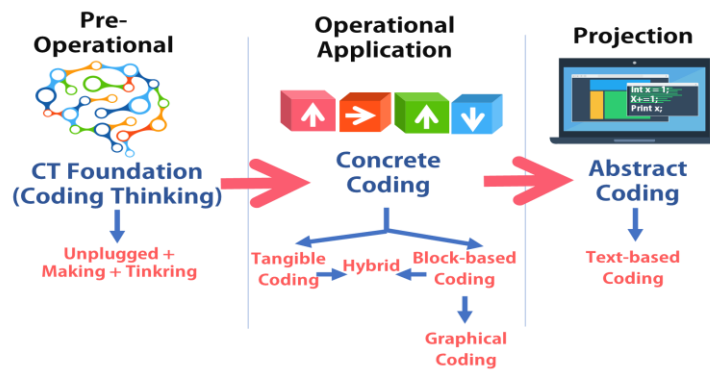 Pre-
Operational
CT Foundation
(Coding Thinking)
Unplugged +
Making + Tinkring
Operational
Application
Concrete
Coding
Tangible
Coding
Hybrid
Block-based
Coding
Graphical
Coding
Projection
Int x = 1;
X+=1;
Print x;
Abstract
Coding
Text-based
Coding